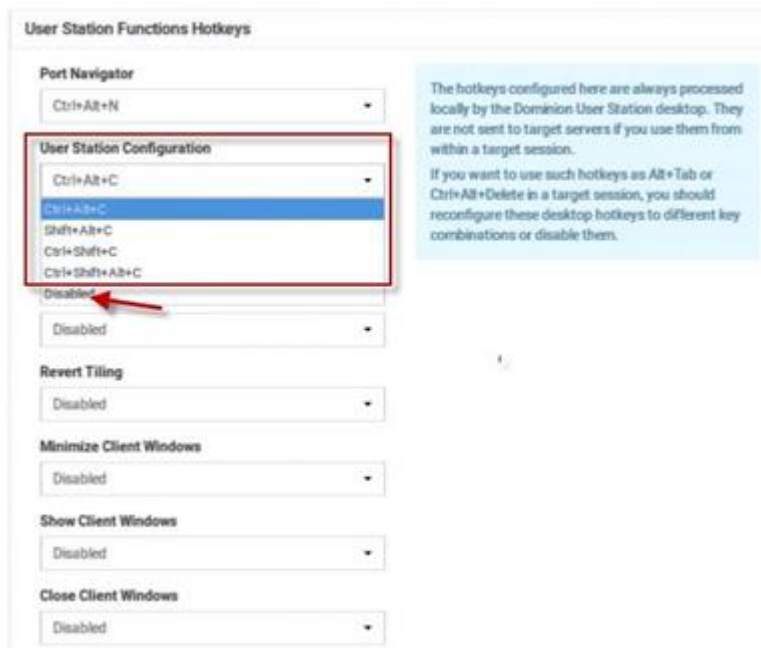 User Station Functions Hotkeys
Port Navigator
Ctrl+Alt+N
User Station Configuration
Ctrl+Alt+C
Ctrl+Alt+C
Shift+Alt+C
Ctrl+Shift+C
Ctrl+Shift+Alt+C
Disabled
Disabled
Revert Tiling
Disabled
Minimize Client Windows
Disabled
Show Client Windows
Disabled
Close Client Windows
Disabled
The hotkeys configured here are always processed
locally by the Dominion User Station desktop. They
are not sent to target servers if you use them from
within a target session.
If you want to use such hotkeys as Alt+Tab or
Ctrl+Alt+Delete in a target session, you should
reconfigure these desktop hotkeys to different key
combinations or disable them.